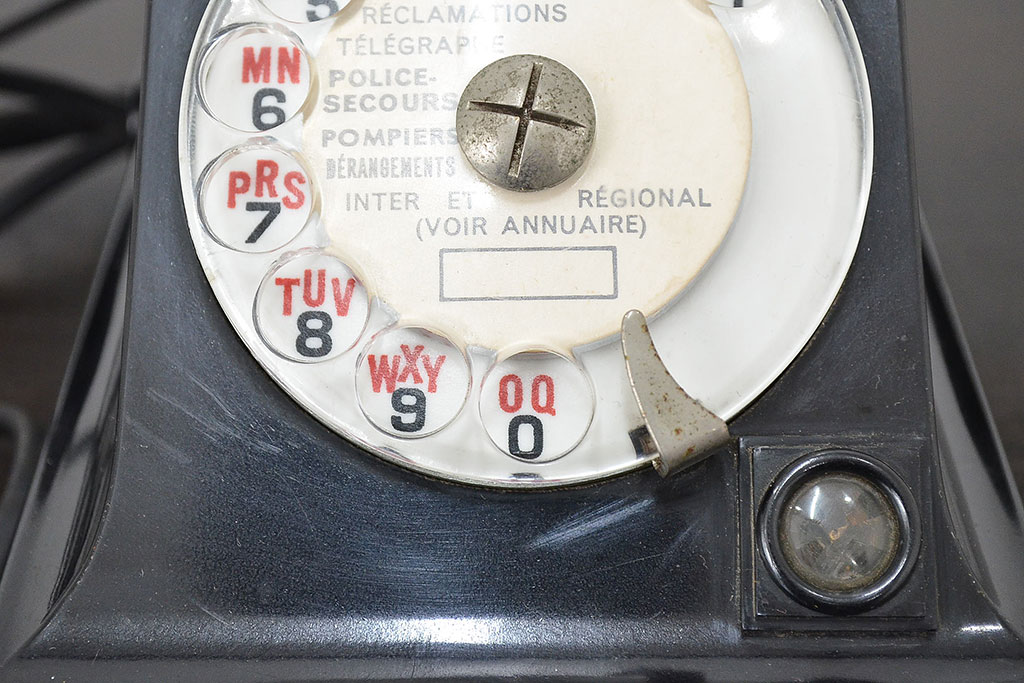 5
RÉCLAMATIONS
TÉLÉGRAPHE
POLICE-
SECOURS
POMPIERS
DÉRANGEMENTS
INTER ET RÉGIONAL
(VOIR ANNUAIRE)
MN
6
PRS
7
TUV
8
WXY
9
OQ
0